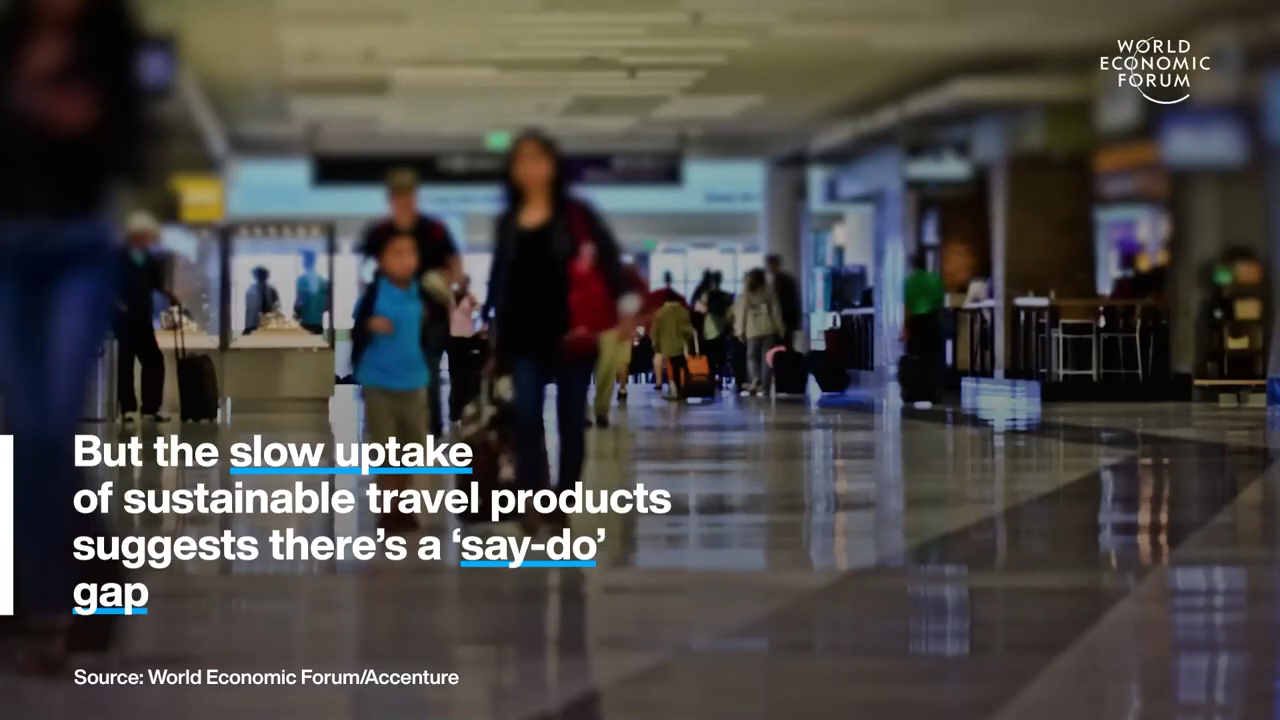 WORLD
ECONOMIC
FORUM
But the slow uptake
of sustainable travel products
suggests there’s a ‘say-do’
gap
Source: World Economic Forum/Accenture